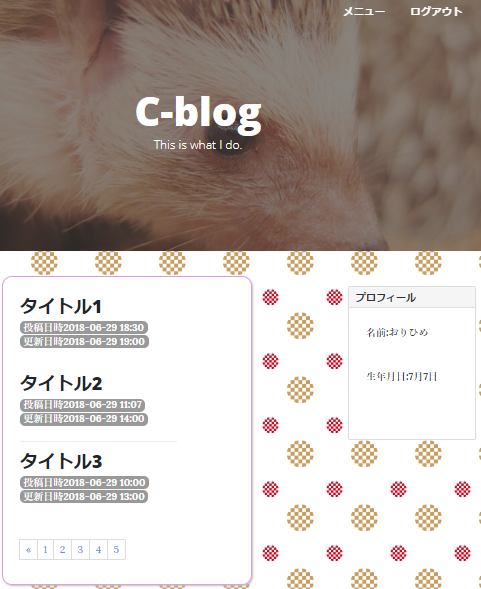 メニュー ログアウト
C-blog
This is what I do.
タイトル1
投稿日時2018-06-29 18:30
更新日時2018-06-29 19:00
タイトル2
投稿日時2018-06-29 11:07
更新日時2018-06-29 14:00
タイトル3
投稿日時2018-06-29 10:00
更新日時2018-06-29 13:00
« 1 2 3 4 5
プロフィール
名前:おりひめ
生年月日:7月7日